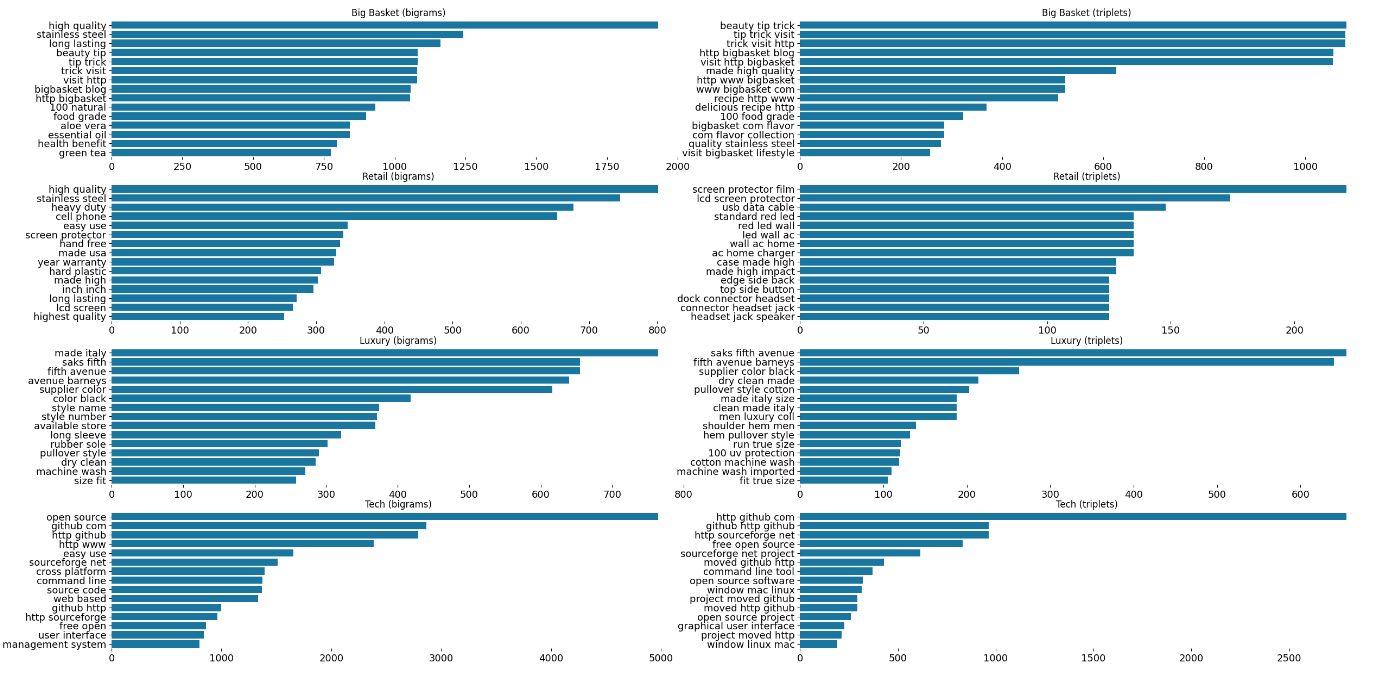 Big Basket (bigrams)
high quality
stainless steel
long lasting
beauty tip
tip trick
trick visit
visit http
bigbasket blog
http bigbasket
100 natural
food grade
aloe vera
essential oil
health benefit
green tea
0 250 500 750 1000 1250 1500 1750 2000
Big Basket (triplets)
beauty tip trick
tip trick visit
trick visit http
http bigbasket blog
visit http bigbasket
made high quality
http www bigbasket
www bigbasket com
recipe http www
delicious recipe http
100 food grade
bigbasket com flavor
com flavor collection
quality stainless steel
visit bigbasket lifestyle
0 200 400 600 800 1000
Retail (bigrams)
high quality
stainless steel
heavy duty
cell phone
easy use
screen protector
hand free
made usa
year warranty
hard plastic
made high
inch inch
long lasting
lcd screen
highest quality
0 100 200 300 400 500 600 700 800
Retail (triplets)
screen protector film
lcd screen protector
usb data cable
standard red led
red led wall
led wall ac
wall ac home
ac home charger
case made high
made high impact
edge side back
top side button
dock connector headset
connector headset jack
headset jack speaker
0 50 100 150 200
Luxury (bigrams)
made italy
saks fifth
fifth avenue
avenue barneys
supplier color
color black
style name
style number
available store
long sleeve
rubber sole
pullover style
dry clean
machine wash
size fit
0 100 200 300 400 500 600 700 800
Luxury (triplets)
saks fifth avenue
fifth avenue barneys
supplier color black
dry clean made
pullover style cotton
made italy size
clean made italy
men luxury coll
shoulder hem men
hem pullover style
run true size
100 uv protection
cotton machine wash
machine wash imported
fit true size
0 100 200 300 400 500 600
Tech (bigrams)
open source
github com
http github
http www
easy use
sourceforge net
cross platform
command line
source code
web based
github http
http sourceforge
free open
user interface
management system
0 1000 2000 3000 4000 5000
Tech (triplets)
http github com
github http github
http sourceforge net
free open source
sourceforge net project
moved github http
command line tool
open source software
window mac linux
project moved github
moved http github
open source project
graphical user interface
project moved http
window linux mac
0 500 1000 1500 2000 2500